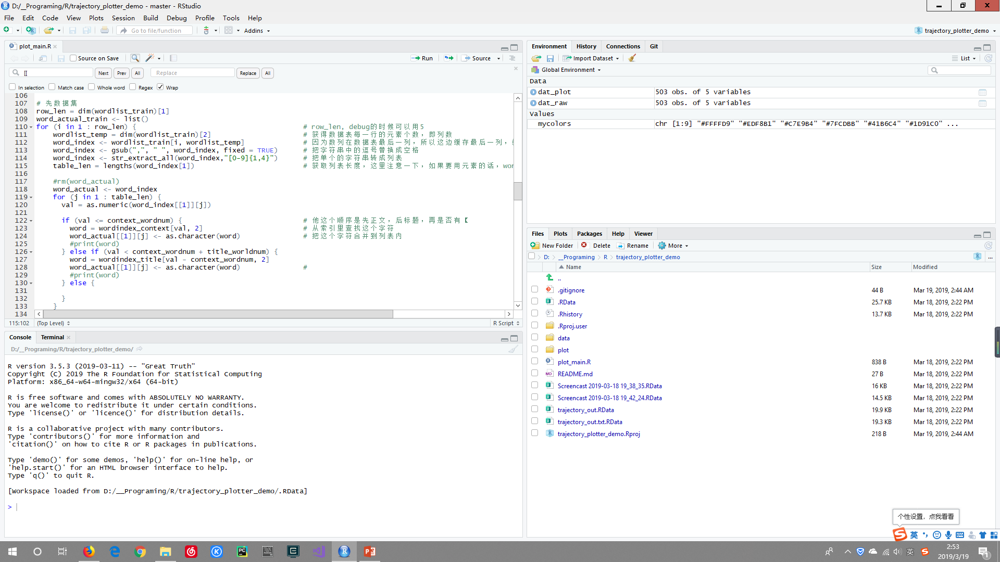 D:/__Programing/R/trajectory_plotter_demo - master - RStudio
File Edit Code View Plots Session Build Debug Profile Tools Help
Go to file/function Addins trajectory_plotter_demo
plot_main.R
Source on Save Run Source
[[ Next Prev All Replace Replace All
In selection Match case Whole word Regex Wrap
106
107 # 先数据集
108 row_len = dim(wordlist_train)[1]
109 word_actual_train <- list()
110 for (i in 1 : row_len) { # row_len, debug的时候可以用5
111 wordlist_temp = dim(wordlist_train)[2] # 获得数据表每一行的元素个数，即列数
112 word_index <- wordlist_train[i, wordlist_temp] # 因为数列在数据表最后一列，所以这边缓存最后一列，
113 word_index <- gsub(",", " ", word_index, fixed = TRUE) # 把字符串中的逗号替换成空格
114 word_index <- str_extract_all(word_index,"[0-9]{1,4}") # 把单个的字符串转成列表
115 table_len = lengths(word_index[1]) # 获取列表长度，这里注意一下，如果要用元素的话，wor
116
117 #rm(word_actual)
118 word_actual <- word_index
119 for (j in 1 : table_len) {
120 val = as.numeric(word_index[[1]][j])
121
122 if (val <= context_wordnum) { # 他这个顺序是先正文，后标题，再是否有【
123 word = wordindex_context[val, 2] # 从索引里查找这个字符
124 word_actual[[1]][j] <- as.character(word) # 把这个字符合并到列表内
125 #print(word)
126 } else if (val < context_wordnum + title_worldnum) {
127 word = wordindex_title[val - context_wordnum, 2]
128 word_actual[[1]][j] <- as.character(word) #
129 #print(word)
130 } else {
131
132 }
133 }
134
115:102 (Top Level) R Script
Console Terminal
D:/__Programing/R/trajectory_plotter_demo/
R version 3.5.3 (2019-03-11) -- "Great Truth"
Copyright (C) 2019 The R Foundation for Statistical Computing
Platform: x86_64-w64-mingw32/x64 (64-bit)
R is free software and comes with ABSOLUTELY NO WARRANTY.
You are welcome to redistribute it under certain conditions.
Type 'license()' or 'licence()' for distribution details.
R is a collaborative project with many contributors.
Type 'contributors()' for more information and
'citation()' on how to cite R or R packages in publications.
Type 'demo()' for some demos, 'help()' for on-line help, or
'help.start()' for an HTML browser interface to help.
Type 'q()' to quit R.
[Workspace loaded from D:/__Programing/R/trajectory_plotter_demo/.RData]
>
Environment History Connections Git
Import Dataset List
Global Environment
Data
dat_plot 503 obs. of 5 variables
dat_raw 503 obs. of 5 variables
Values
mycolors chr [1:9] "#FFFFD9" "#EDF8B1" "#C7E9B4" "#7FCDBB" "#41B6C4" "#1D91C0" ...
Files Plots Packages Help Viewer
New Folder Delete Rename More
D: __Programing R trajectory_plotter_demo ...
Name Size Modified
..
.gitignore 44 B Mar 19, 2019, 2:44 AM
.RData 25.7 KB Mar 18, 2019, 2:22 PM
.Rhistory 13.7 KB Mar 18, 2019, 2:22 PM
.Rproj.user
data
plot
plot_main.R 838 B Mar 18, 2019, 2:22 PM
README.md 27 B Mar 18, 2019, 2:22 PM
Screencast 2019-03-18 19_38_35.RData 16 KB Mar 18, 2019, 2:22 PM
Screencast 2019-03-18 19_42_24.RData 14.5 KB Mar 18, 2019, 2:22 PM
trajectory_out.RData 19.9 KB Mar 18, 2019, 2:22 PM
trajectory_out.txt.RData 19.3 KB Mar 18, 2019, 2:22 PM
trajectory_plotter_demo.Rproj 218 B Mar 19, 2019, 2:44 AM
个性设置，点我看看
英
英 2:53
2019/3/19
1